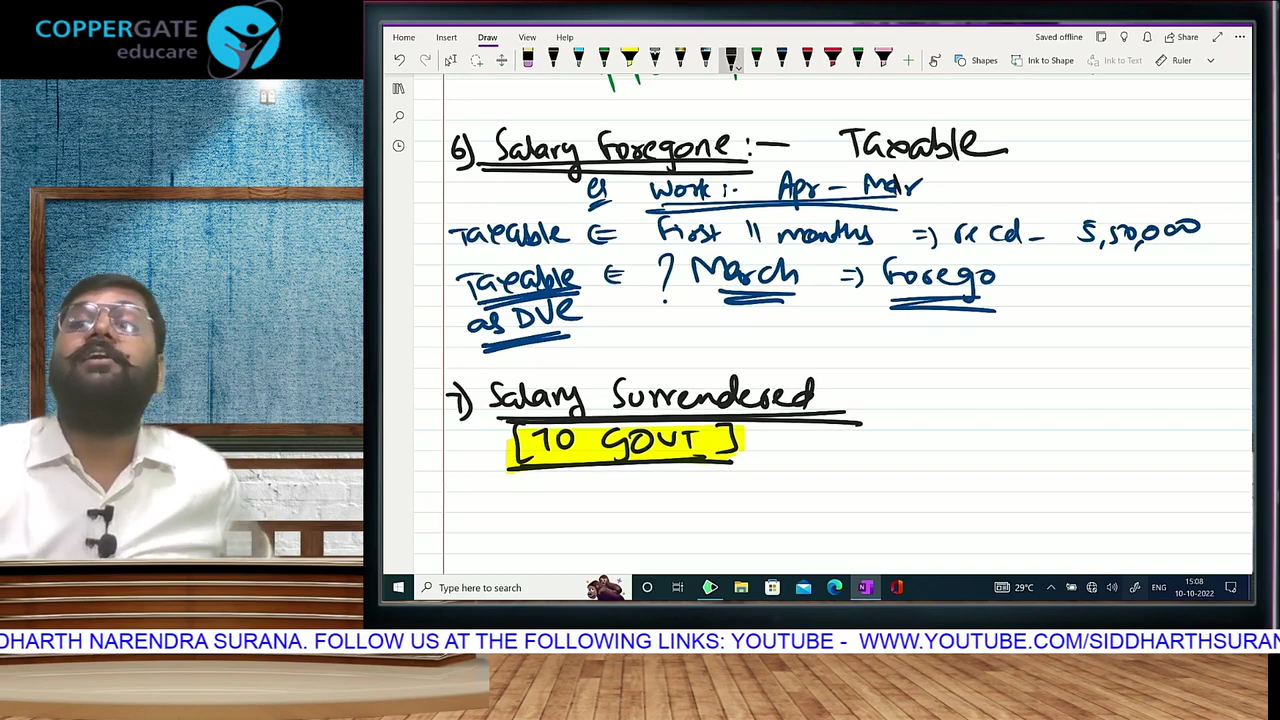 COPPERGATE
educare
Home Insert Draw View Help
Saved offline
Share
Shapes
Ink to Shape
Ink to Text
Ruler
6) Salary Foregone :- Taxable
eg Work :- Apr - Mar
Taxable ⇐ First 11 months => recd - 5,50,000
Taxable ⇐ ? March => Forego
as DUE
7) Salary Surrendered
[TO GOVT]
Type here to search
29°C
ENG
15:08
10-10-2022
DHARTH NARENDRA SURANA. FOLLOW US AT THE FOLLOWING LINKS: YOUTUBE - WWW.YOUTUBE.COM/SIDDHARTHSURAN